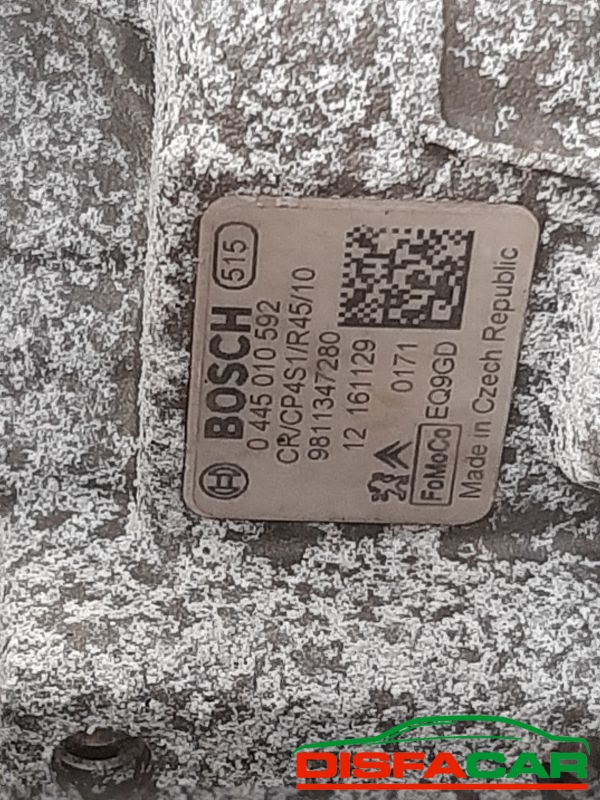 BOSCH 515
0 445 010 592
CR/CP4S1/R45/10
9811347280
12 161129
0171
FoMoCo EQ9GD
Made in Czech Republic
DISFACAR